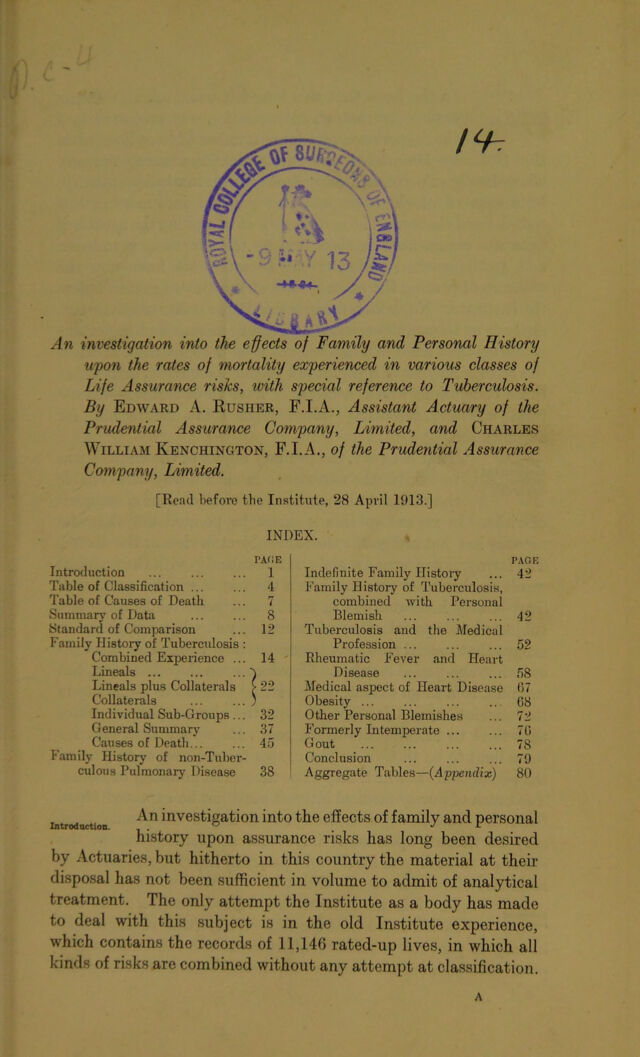 14.
ROYAL COLLEGE OF SURGEONS OF ENGLAND
-9 MY 13
* LIBRARY *
An investigation into the effects of Family and Personal History
upon the rates of mortality experienced in various classes of
Life Assurance risks, with special reference to Tuberculosis.
By EDWARD A. RUSHER, F.I.A., Assistant Actuary of the
Prudential Assurance Company, Limited, and CHARLES
WILLIAM KENCHINGTON, F.I.A., of the Prudential Assurance
Company, Limited.
[Read before the Institute, 28 April 1913.]
INDEX.
PAGE
Introduction ... ... ... 1
Table of Classification ... ... 4
Table of Causes of Death ... 7
Summary of Data ... ... 8
Standard of Comparison ... 12
Family History of Tuberculosis :
Combined Experience ... 14
Lineals ... ... ...
Lineals plus Collaterals } 22
Collaterals ... ...
Individual Sub-Groups ... 32
General Summary ... 37
Causes of Death... ... 45
Family History of non-Tuber-
culous Pulmonary Disease 38
PAGE
Indefinite Family History ... 42
Family History of Tuberculosis,
combined with Personal
Blemish ... ... ... 42
Tuberculosis and the Medical
Profession ... ... ... 52
Rheumatic Fever and Heart
Disease ... ... ... 58
Medical aspect of Heart Disease 67
Obesity ... ... ... ... 68
Other Personal Blemishes ... 72
Formerly Intemperate ... ... 76
Gout ... ... ... ... 78
Conclusion ... ... ... 79
Aggregate Tables—(Appendix) 80
Introduction. An investigation into the effects of family and personal
history upon assurance risks has long been desired
by Actuaries, but hitherto in this country the material at their
disposal has not been sufficient in volume to admit of analytical
treatment. The only attempt the Institute as a body has made
to deal with this subject is in the old Institute experience,
which contains the records of 11,146 rated-up lives, in which all
kinds of risks are combined without any attempt at classification.
A